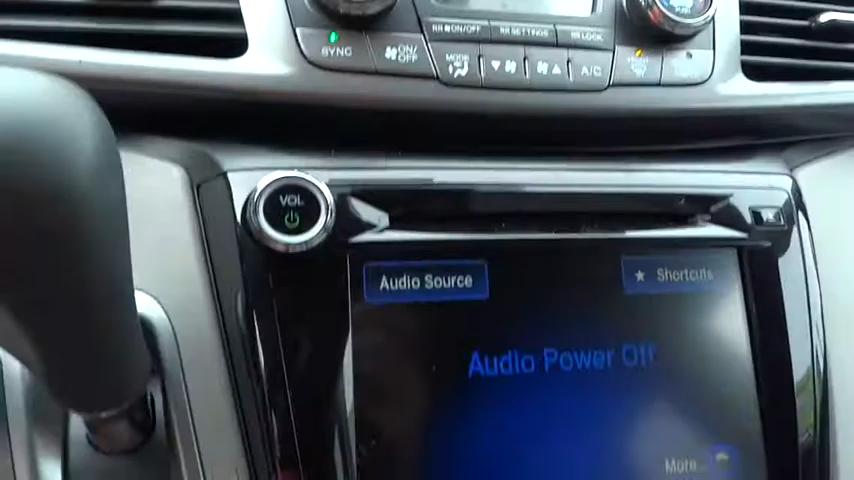 RR ON/OFF RR SETTINGS RR LOCK
SYNC ON/ OFF MODE A/C
VOL
Audio Source
★ Shortcuts
Audio Power Off
More...